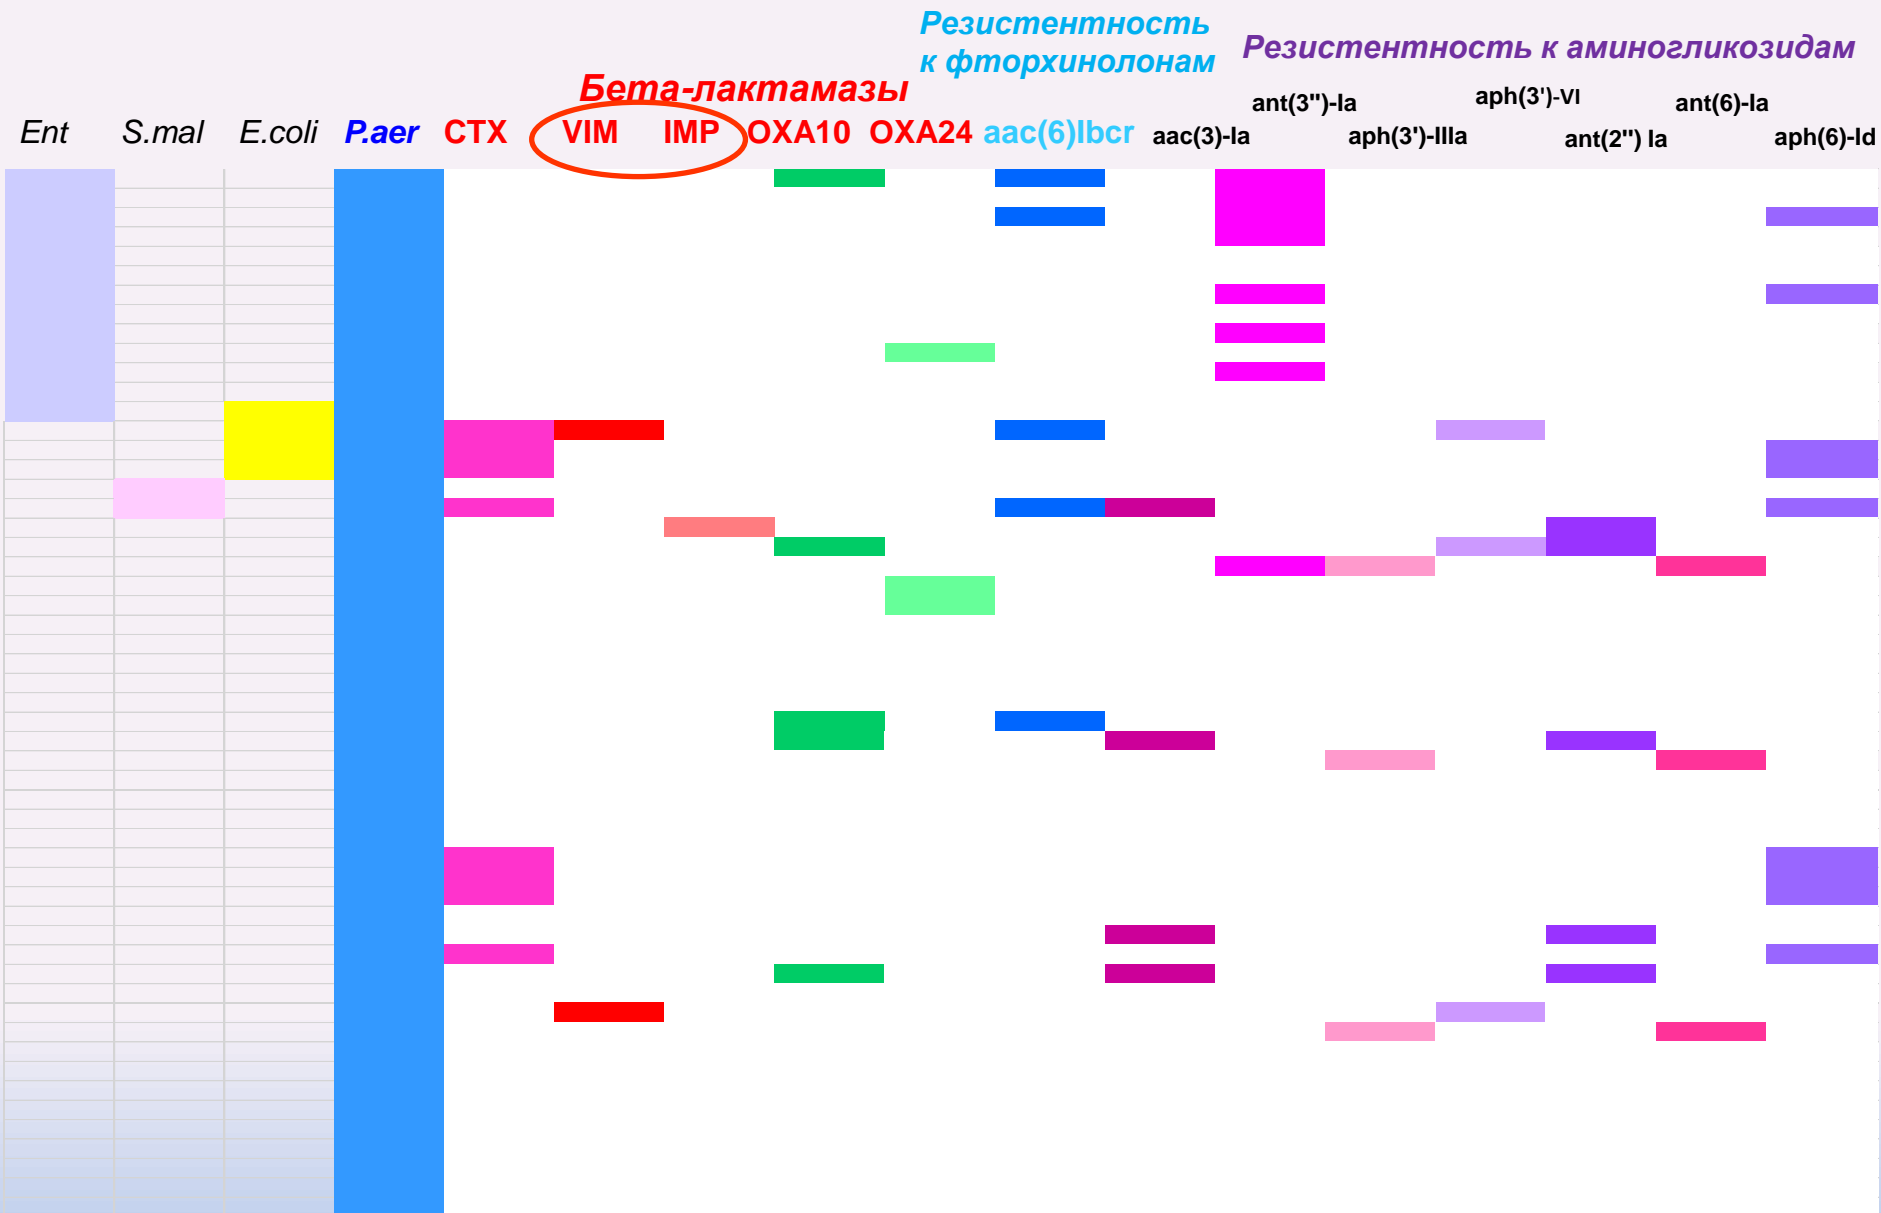 Резистентность
к фторхинолонам
Резистентность к аминогликозидам
Бета-лактамазы
ant(3'')-Ia aph(3')-VI ant(6)-Ia
Ent S.mal E.coli P.aer CTX VIM IMP OXA10 OXA24 aac(6)Ibcr aac(3)-Ia aph(3')-IIIa ant(2'') Ia aph(6)-Id